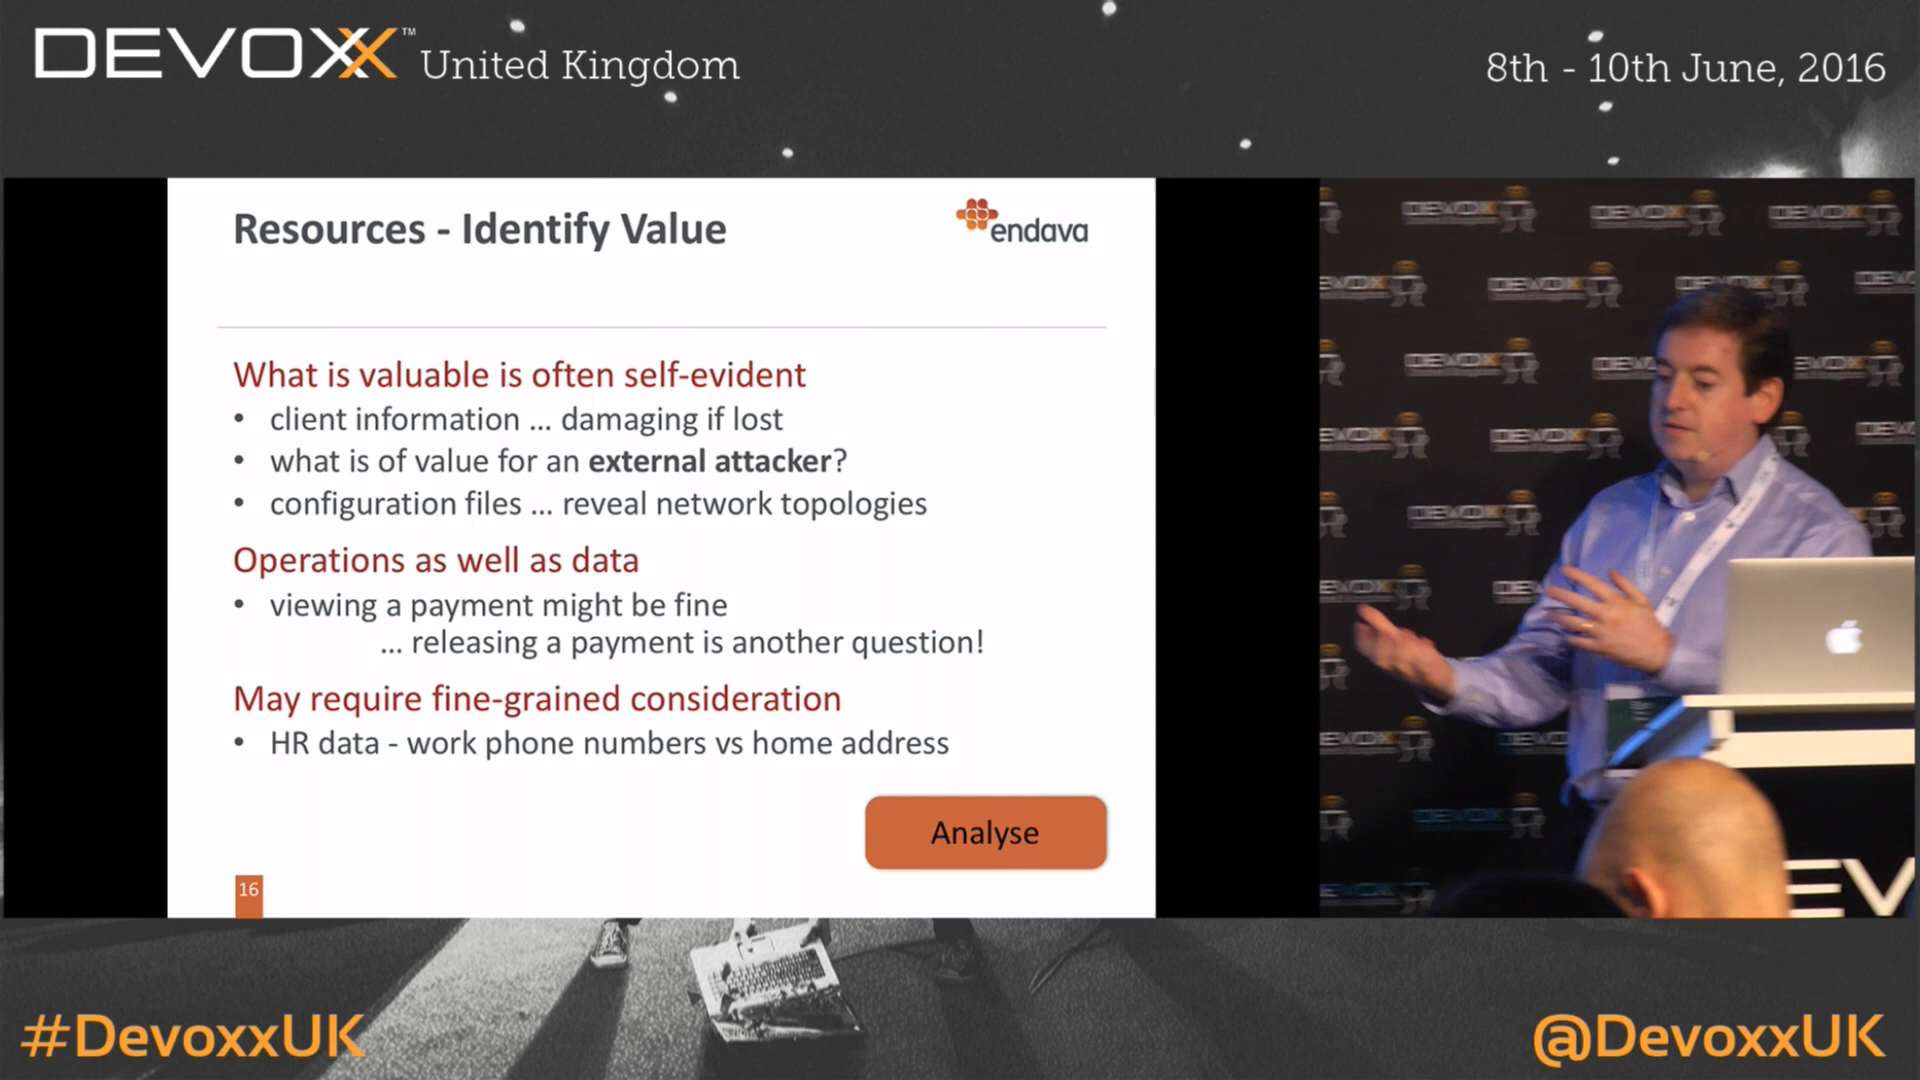 DEVOXX™ United Kingdom
8th - 10th June, 2016
Resources - Identify Value
endava
What is valuable is often self-evident
• client information ... damaging if lost
• what is of value for an external attacker?
• configuration files ... reveal network topologies
Operations as well as data
• viewing a payment might be fine
... releasing a payment is another question!
May require fine-grained consideration
• HR data - work phone numbers vs home address
Analyse
16
DEVOXX
#DevoxxUK
@DevoxxUK